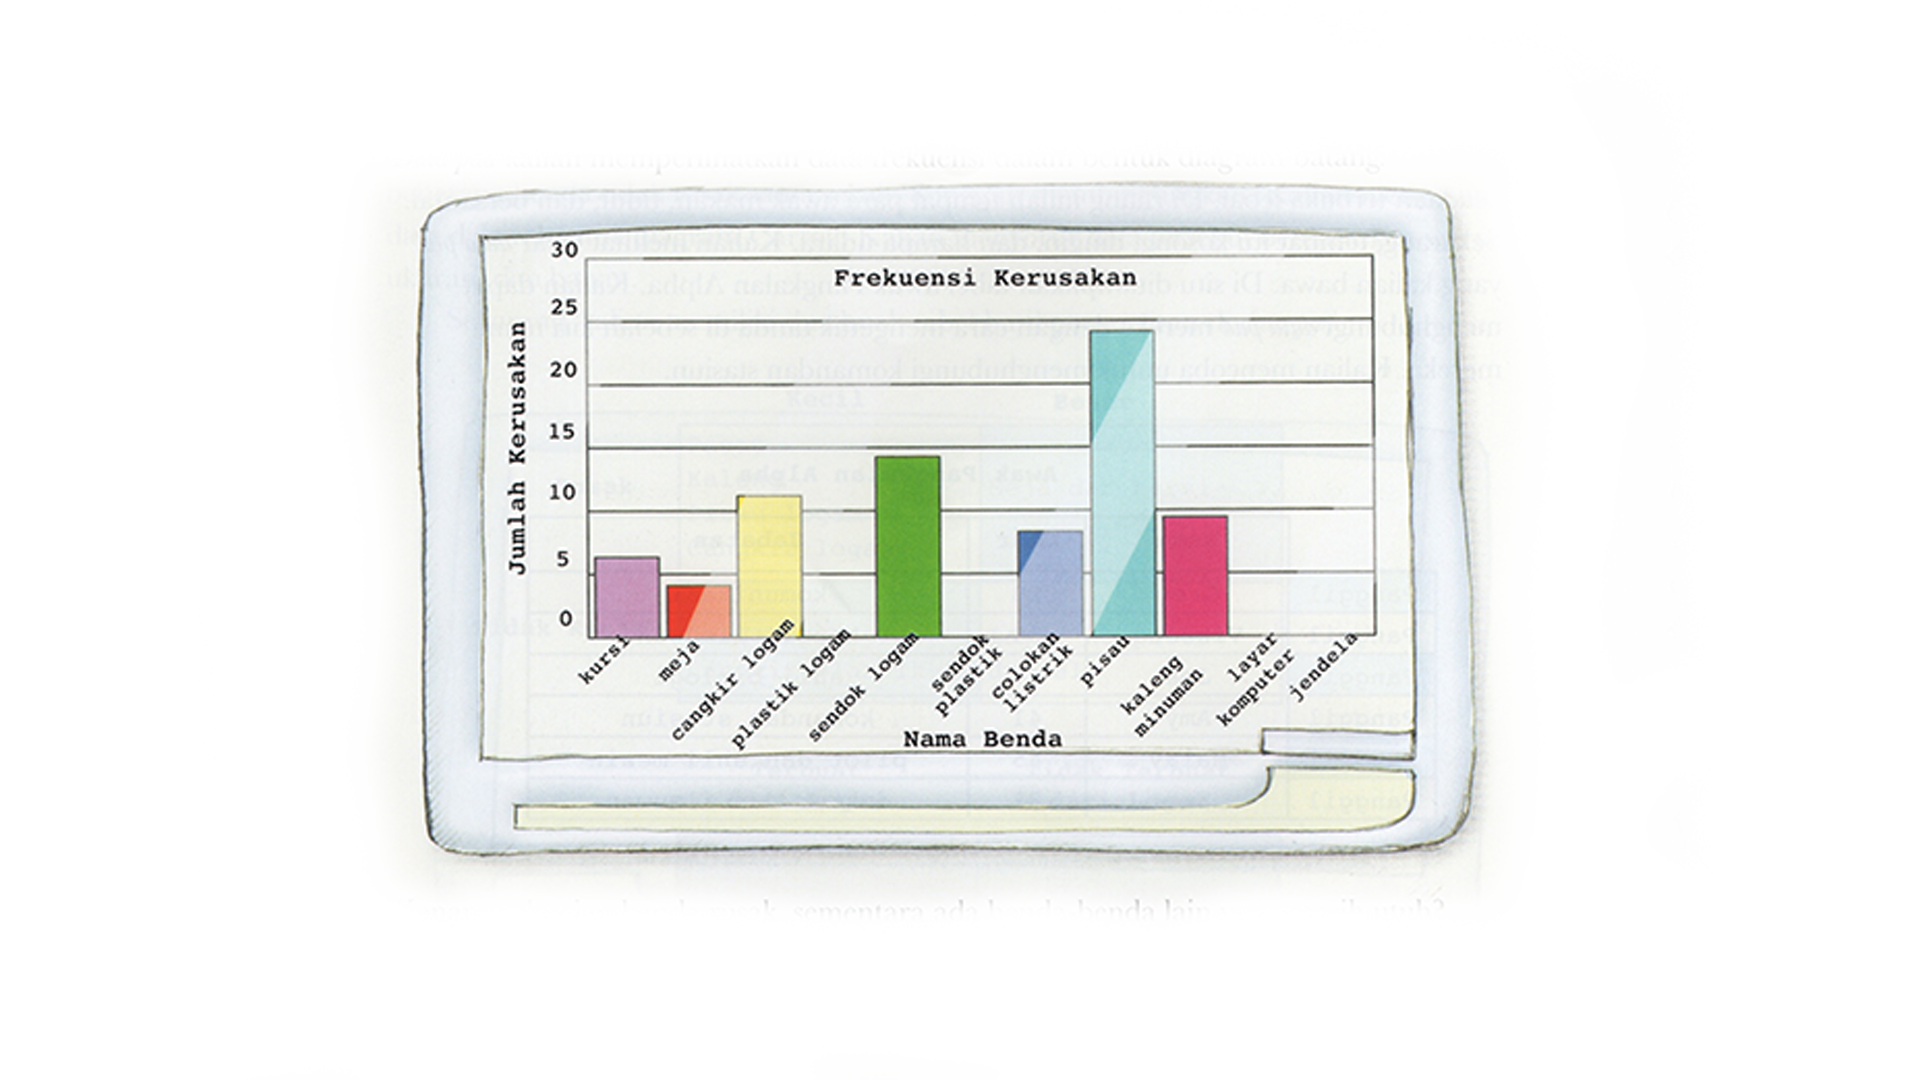 30
Frekuensi Kerusakan
25
20
15
10
5
0
Jumlah Kerusakan
kursi
meja
cangkir logam
plastik logam
sendok logam
sendok
plastik
colokan
listrik
pisau
kaleng
minuman
layar
komputer
jendela
Nama Benda